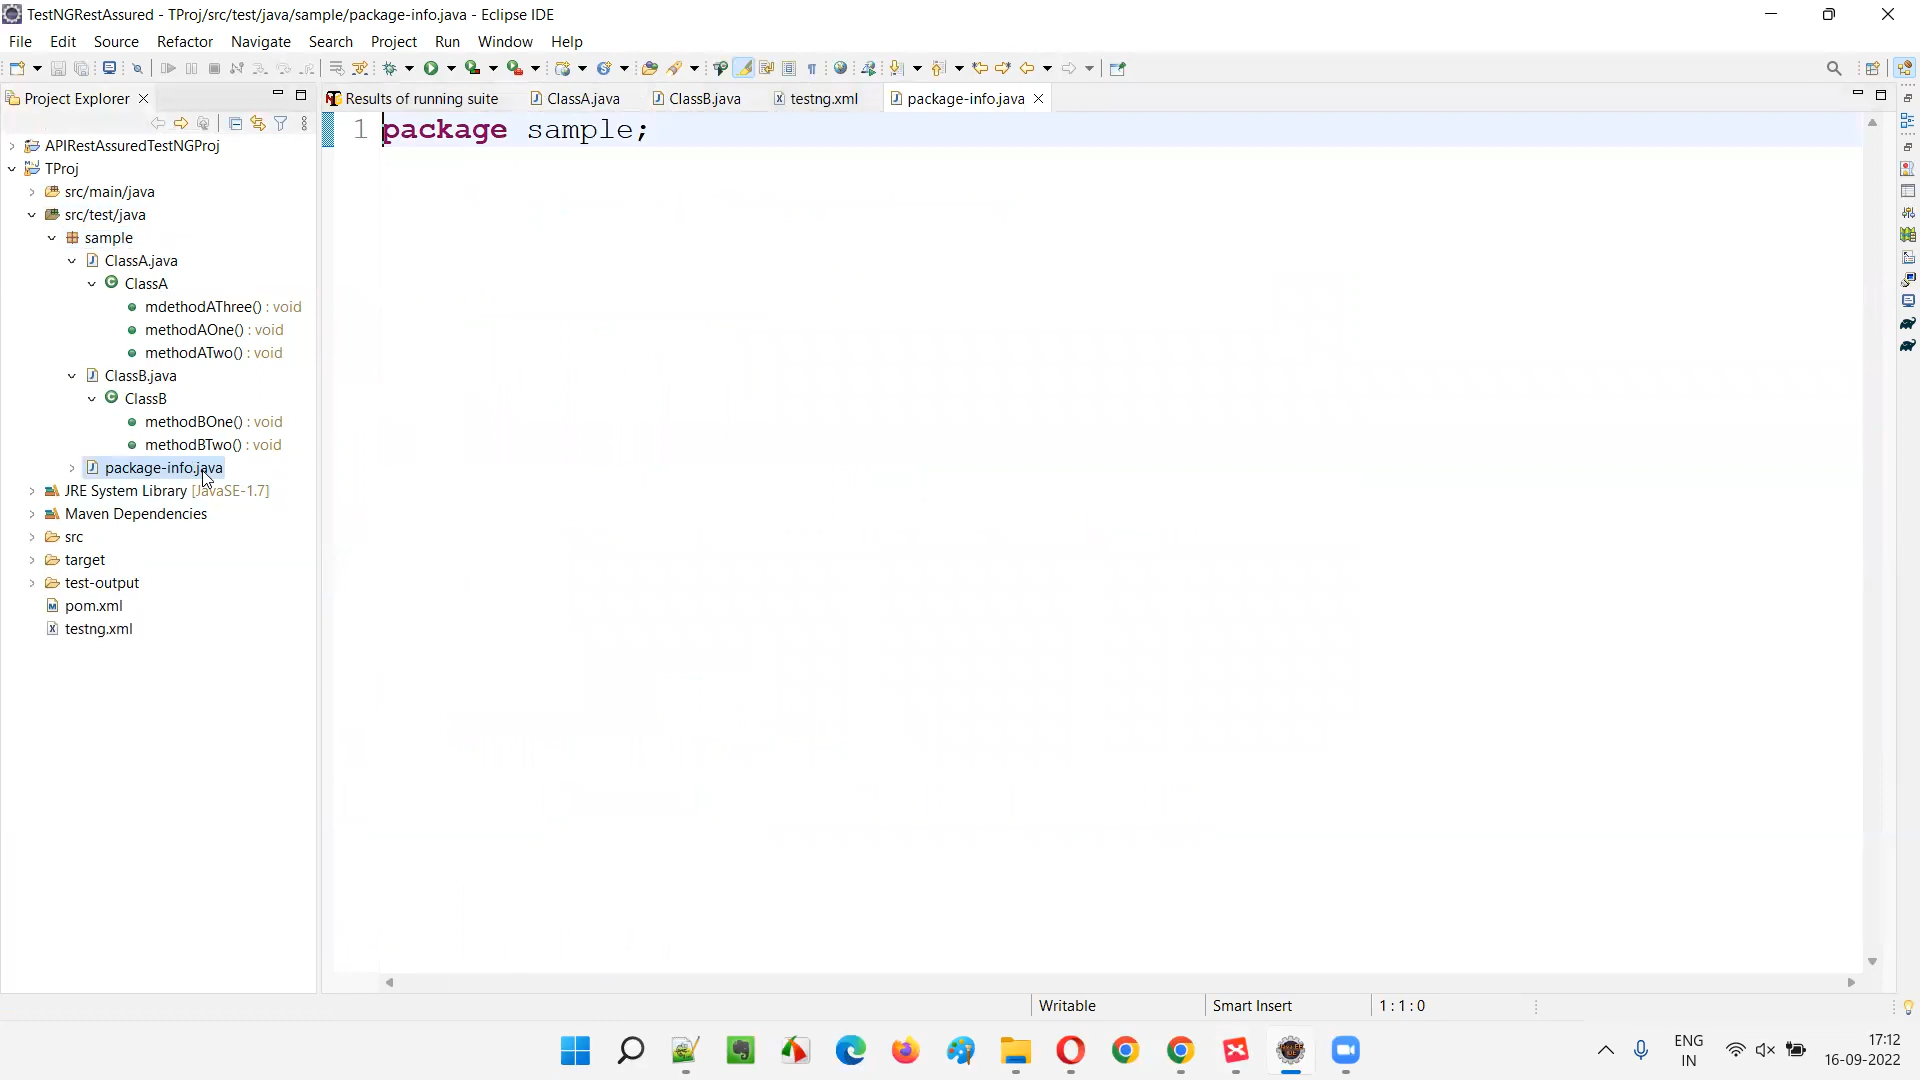 TestNGRestAssured - TProj/src/test/java/sample/package-info.java - Eclipse IDE
File Edit Source Refactor Navigate Search Project Run Window Help
Project Explorer
Results of running suite ClassA.java ClassB.java testng.xml package-info.java
1 package sample;
APIRestAssuredTestNGProj
TProj
src/main/java
src/test/java
sample
ClassA.java
ClassA
mdethodAThree() : void
methodAOne() : void
methodATwo() : void
ClassB.java
ClassB
methodBOne() : void
methodBTwo() : void
package-info.java
JRE System Library [JavaSE-1.7]
Maven Dependencies
src
target
test-output
pom.xml
testng.xml
Writable Smart Insert 1 : 1 : 0
ENG
IN
17:12
16-09-2022